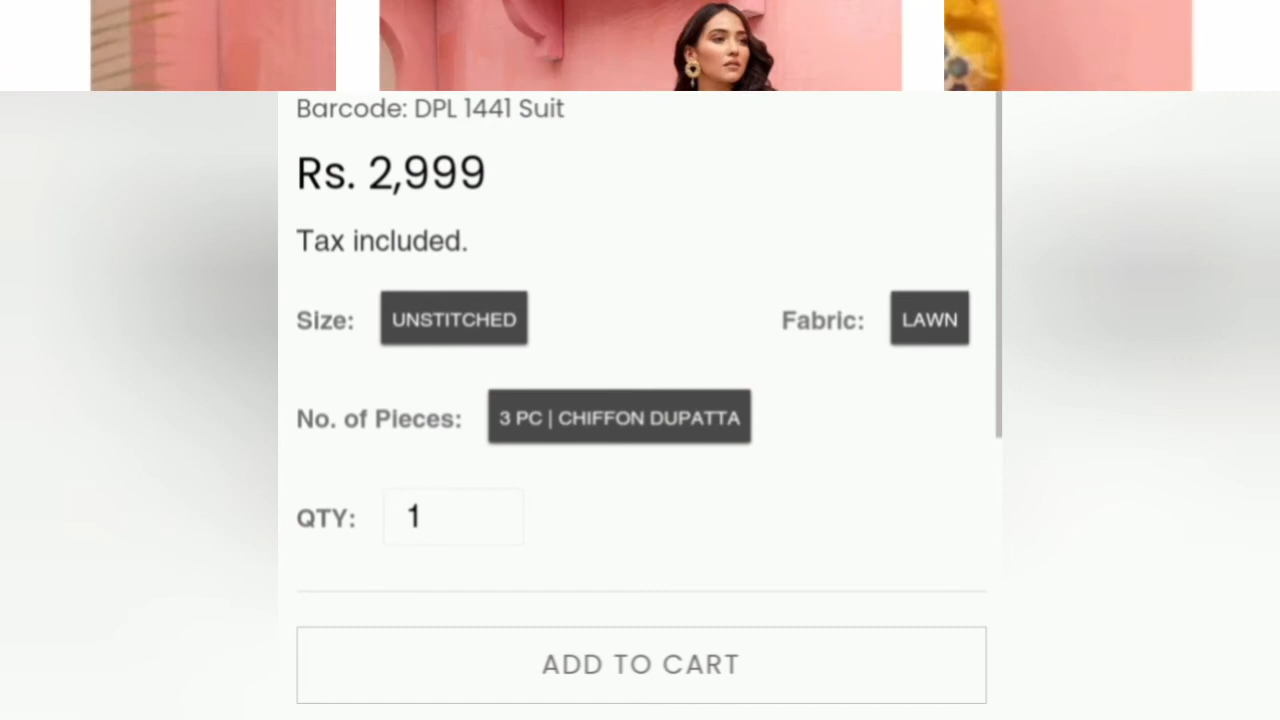 Barcode: DPL 1441 Suit
Rs. 2,999
Tax included.
Size: UNSTITCHED Fabric: LAWN
No. of Pieces: 3 PC | CHIFFON DUPATTA
QTY: 1
ADD TO CART